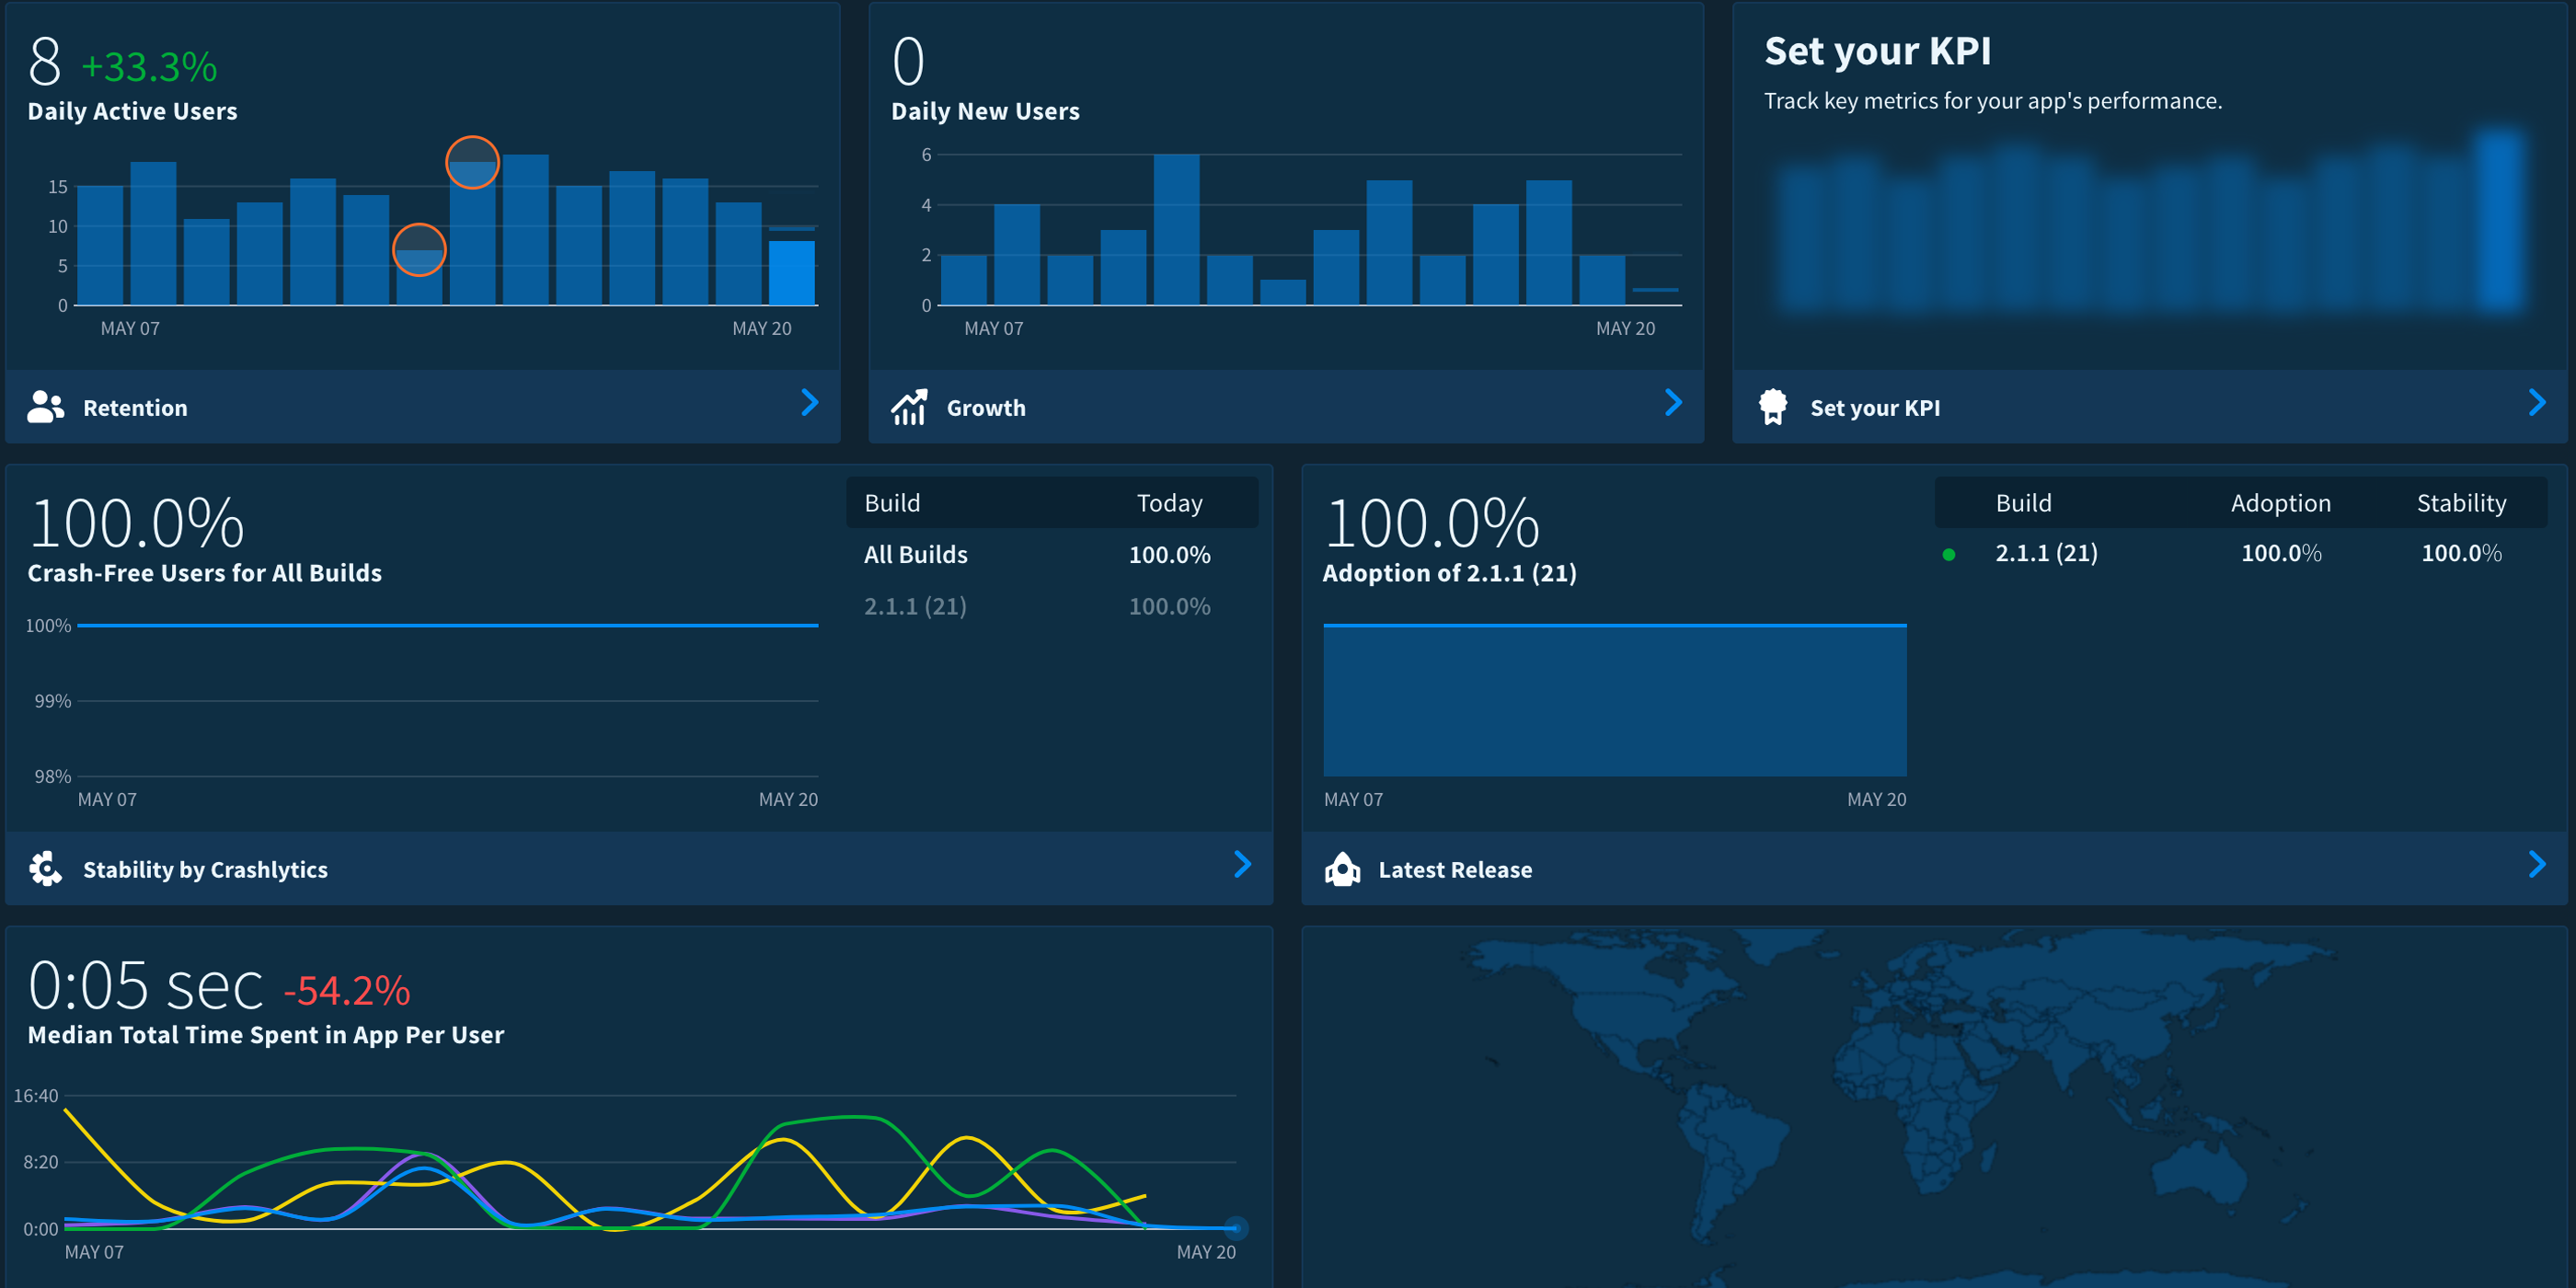 8 +33.3%
Daily Active Users
15
10
5
0
MAY 07 MAY 20
Retention
0
Daily New Users
6
4
2
0
MAY 07 MAY 20
Growth
Set your KPI
Track key metrics for your app's performance.
Set your KPI
100.0%
Crash-Free Users for All Builds
100%
99%
98%
MAY 07 MAY 20
Build Today
All Builds 100.0%
2.1.1 (21) 100.0%
Stability by Crashlytics
100.0%
Adoption of 2.1.1 (21)
MAY 07 MAY 20
Build Adoption Stability
2.1.1 (21) 100.0% 100.0%
Latest Release
0:05 sec -54.2%
Median Total Time Spent in App Per User
16:40
8:20
0:00
MAY 07 MAY 20